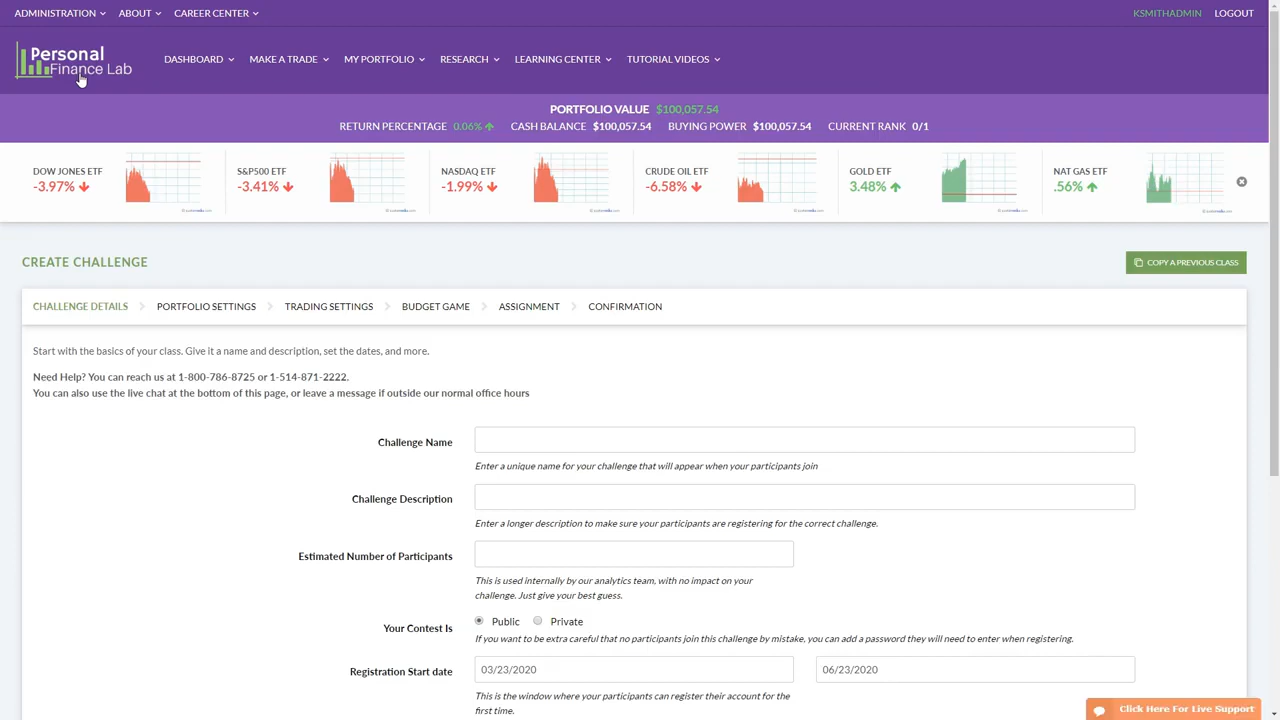 ADMINISTRATION ABOUT CAREER CENTER KSMITHADMIN LOGOUT
Personal
Finance Lab
DASHBOARD MAKE A TRADE MY PORTFOLIO RESEARCH LEARNING CENTER TUTORIAL VIDEOS
PORTFOLIO VALUE $100,057.54
RETURN PERCENTAGE 0.06% CASH BALANCE $100,057.54 BUYING POWER $100,057.54 CURRENT RANK 0/1
DOW JONES ETF
-3.97%
S&P500 ETF
-3.41%
NASDAQ ETF
-1.99%
CRUDE OIL ETF
-6.58%
GOLD ETF
3.48%
NAT GAS ETF
.56%
CREATE CHALLENGE
COPY A PREVIOUS CLASS
CHALLENGE DETAILS PORTFOLIO SETTINGS TRADING SETTINGS BUDGET GAME ASSIGNMENT CONFIRMATION
Start with the basics of your class. Give it a name and description, set the dates, and more.
Need Help? You can reach us at 1-800-786-8725 or 1-514-871-2222.
You can also use the live chat at the bottom of this page, or leave a message if outside our normal office hours
Challenge Name
Enter a unique name for your challenge that will appear when your participants join
Challenge Description
Enter a longer description to make sure your participants are registering for the correct challenge.
Estimated Number of Participants
This is used internally by our analytics team, with no impact on your
challenge. Just give your best guess.
Your Contest Is Public Private
If you want to be extra careful that no participants join this challenge by mistake, you can add a password they will need to enter when registering.
Registration Start date 03/23/2020 06/23/2020
This is the window where your participants can register their account for the
first time.
Click Here For Live Support